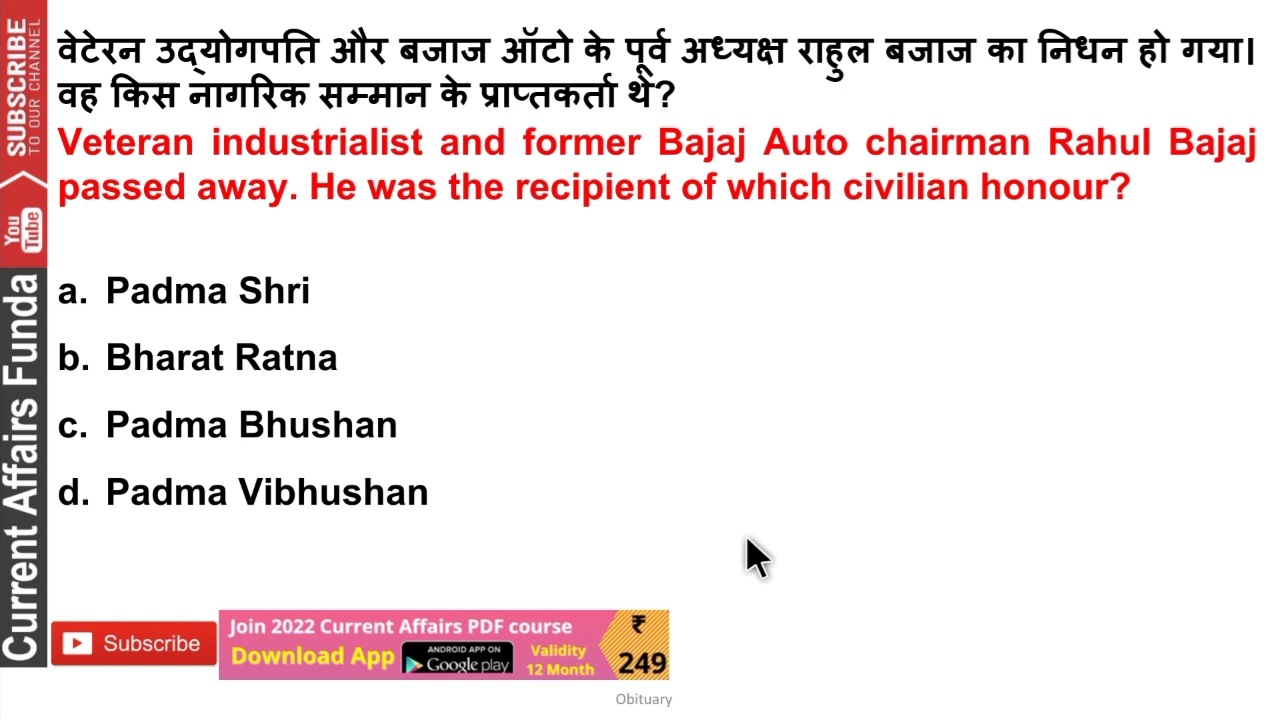 SUBSCRIBE
TO OUR CHANNEL
You
Tube
Current Affairs Funda
वेटेरन उद्योगपति और बजाज ऑटो के पूर्व अध्यक्ष राहुल बजाज का निधन हो गया।
वह किस नागरिक सम्मान के प्राप्तकर्ता थे?
Veteran industrialist and former Bajaj Auto chairman Rahul Bajaj
passed away. He was the recipient of which civilian honour?
a. Padma Shri
b. Bharat Ratna
c. Padma Bhushan
d. Padma Vibhushan
Subscribe
Join 2022 Current Affairs PDF course
Download App
ANDROID APP ON
Google play
Validity
12 Month
₹
249
Obituary